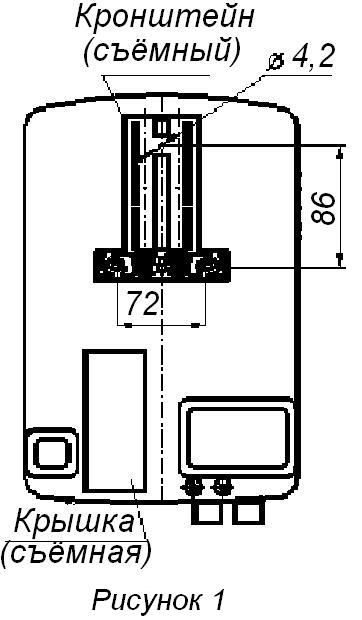 Кронштейн
(съёмный)
ø 4,2
86
72
Крышка
(съёмная)
Рисунок 1